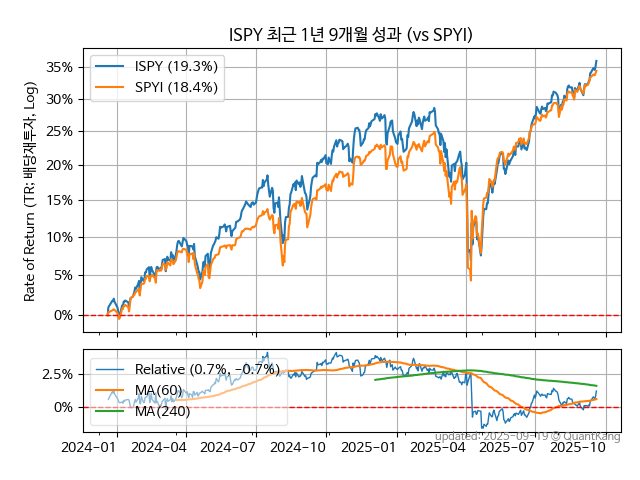 ISPY 최근 1년 9개월 성과 (vs SPYI)
Rate of Return (TR: 배당재투자, Log)
35%
30%
25%
20%
15%
10%
5%
0%
ISPY (19.3%)
SPYI (18.4%)
2.5%
0%
Relative (0.7%, −0.7%)
MA(60)
MA(240)
2024−01
2024−04
2024−07
2024−10
2025−01
2025−04
2025−07
2025−10
updated: 2025−09−19 © QuantKang